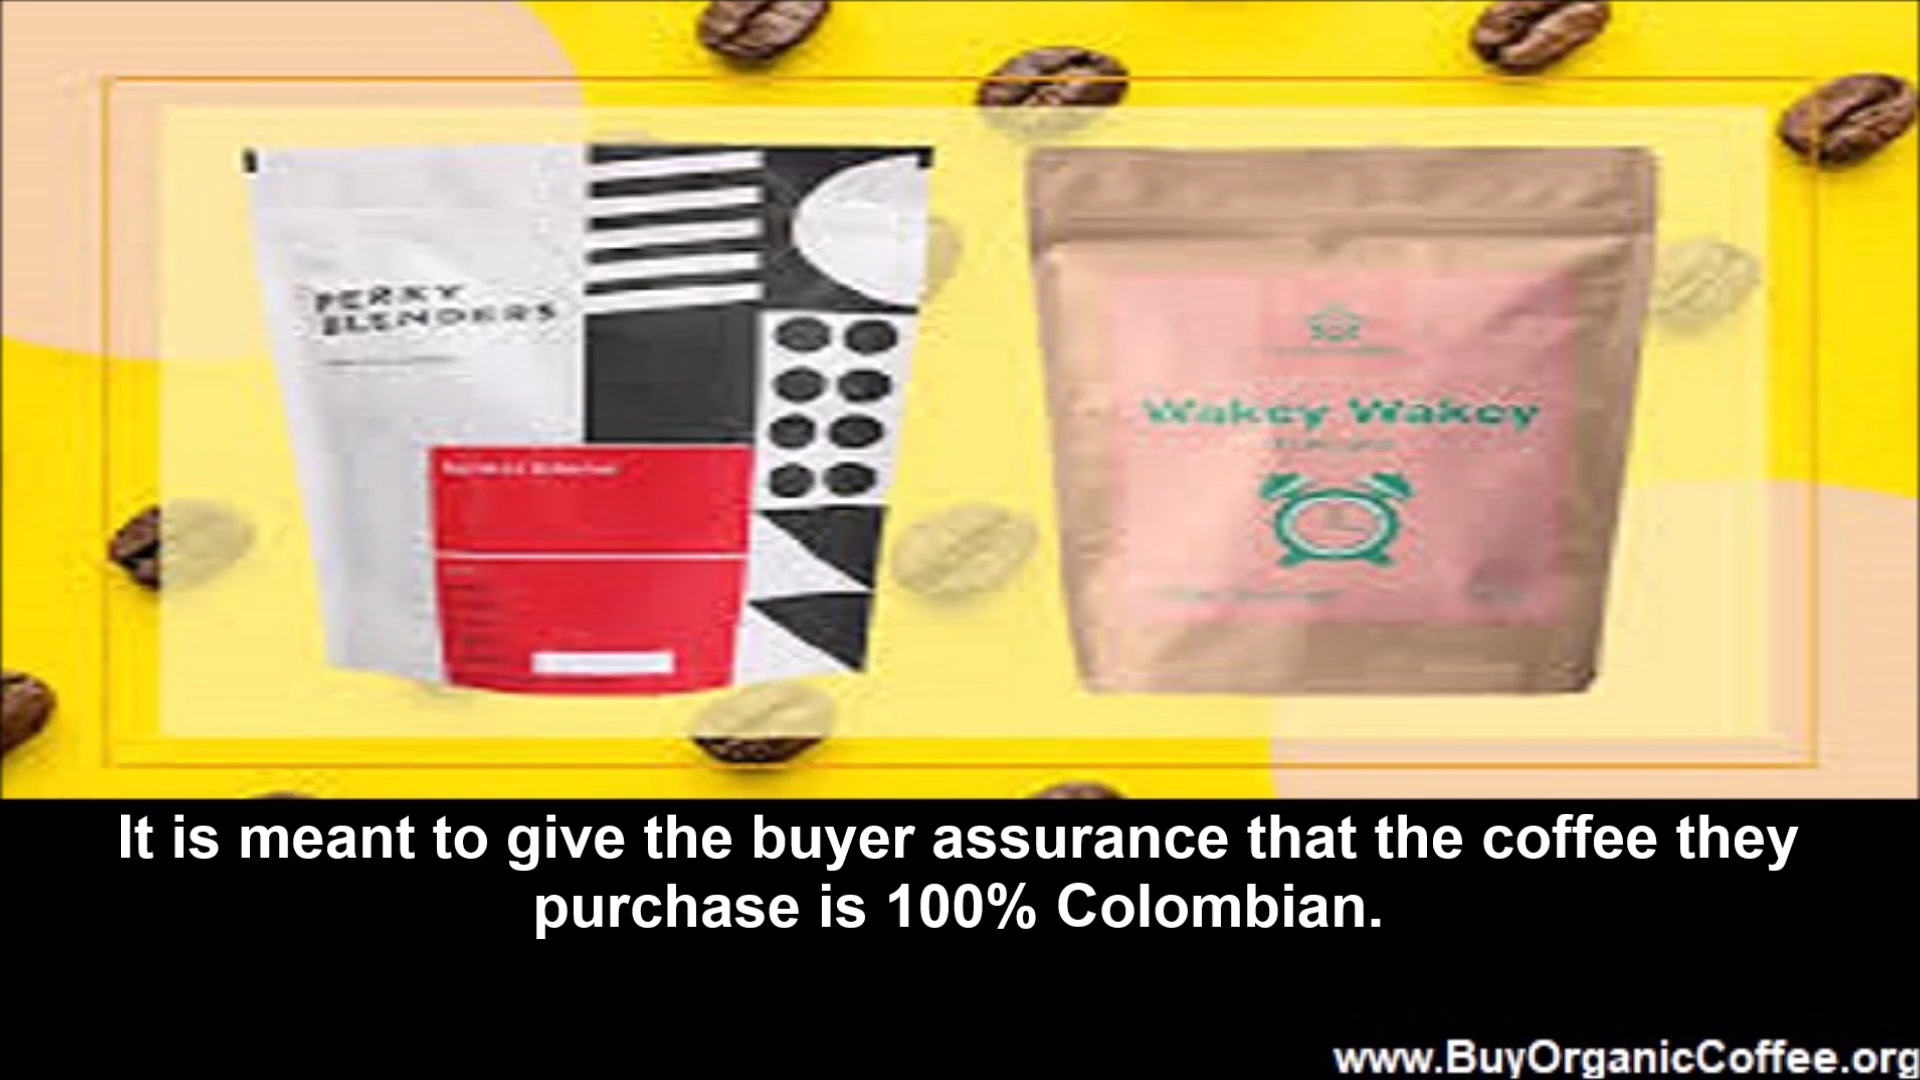 PERKY
BLENDERS
Wakey Wakey
It is meant to give the buyer assurance that the coffee they
purchase is 100% Colombian.
www.BuyOrganicCoffee.org